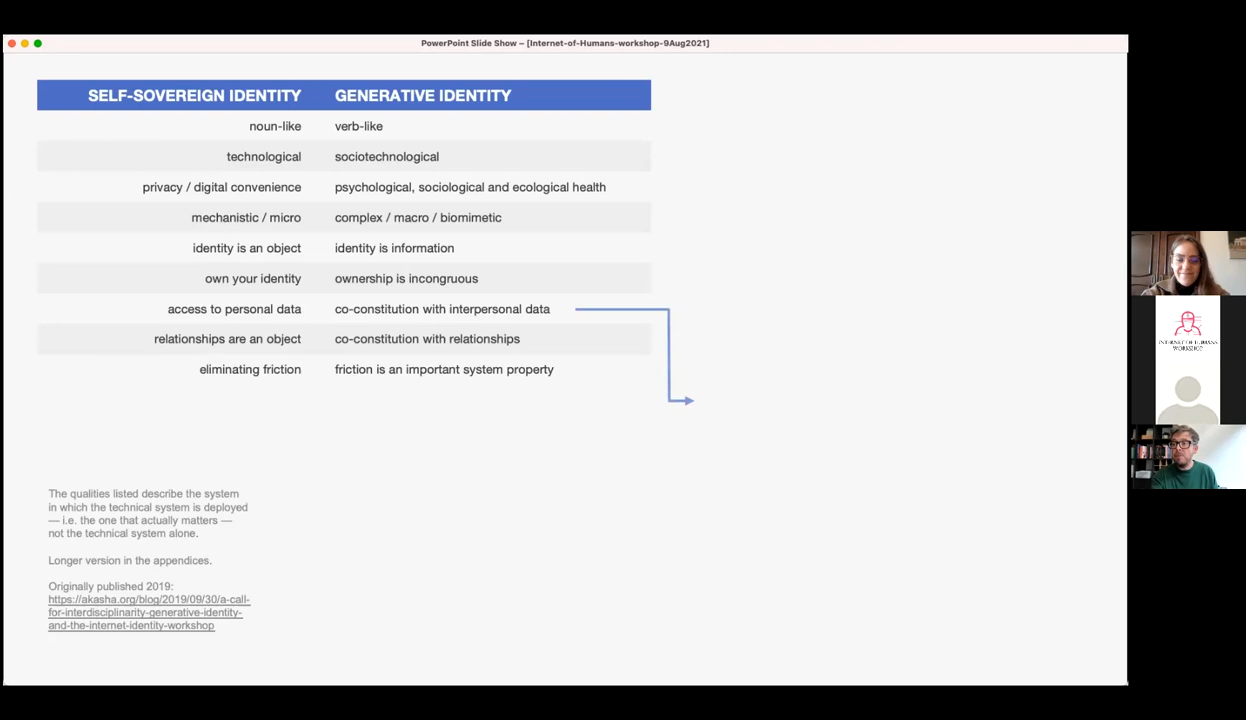 PowerPoint Slide Show – [Internet-of-Humans-workshop-9Aug2021]
SELF-SOVEREIGN IDENTITY GENERATIVE IDENTITY
noun-like verb-like
technological sociotechnological
privacy / digital convenience psychological, sociological and ecological health
mechanistic / micro complex / macro / biomimetic
identity is an object identity is information
own your identity ownership is incongruous
access to personal data co-constitution with interpersonal data
relationships are an object co-constitution with relationships
eliminating friction friction is an important system property
The qualities listed describe the system
in which the technical system is deployed
— i.e. the one that actually matters —
not the technical system alone.
Longer version in the appendices.
Originally published 2019:
https://akasha.org/blog/2019/09/30/a-call-
for-interdisciplinarity-generative-identity-
and-the-internet-identity-workshop
INTERNET OF HUMANS
WORKSHOP